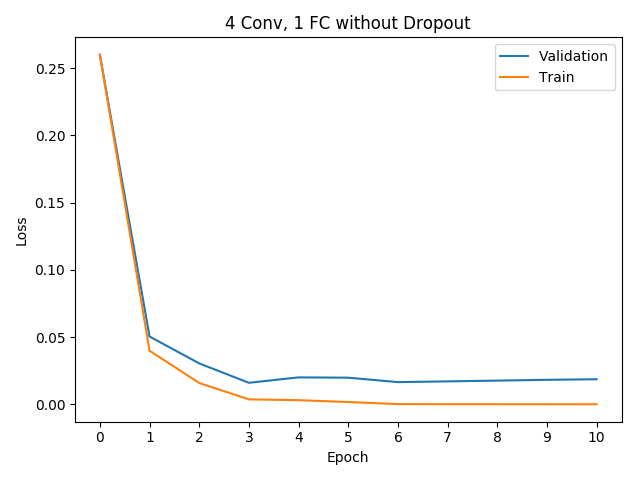 4 Conv, 1 FC without Dropout
Validation
Train
Loss
0.25
0.20
0.15
0.10
0.05
0.00
0 1 2 3 4 5 6 7 8 9 10
Epoch